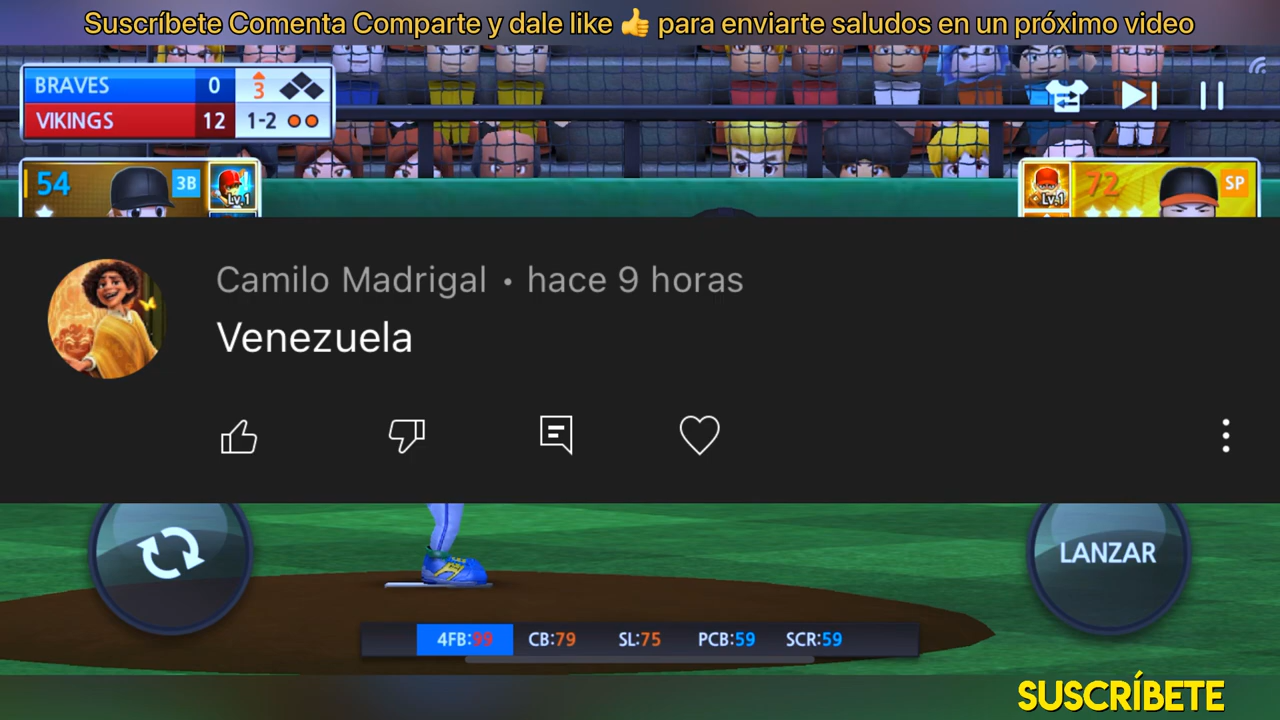 Suscríbete Comenta Comparte y dale like 👍 para enviarte saludos en un próximo video
BRAVES 0 3
VIKINGS 12 1-2
54 3B Lv.1
Lv.1 72 SP
Camilo Madrigal • hace 9 horas
Venezuela
LANZAR
4FB:99 CB:79 SL:75 PCB:59 SCR:59
SUSCRÍBETE